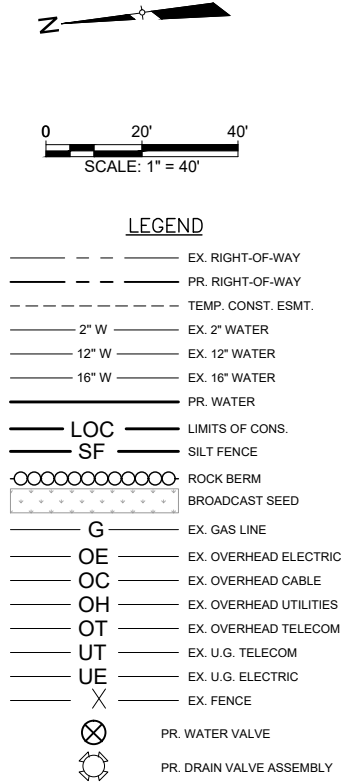 N
0 20' 40'
SCALE: 1" = 40'
LEGEND
EX. RIGHT-OF-WAY
PR. RIGHT-OF-WAY
TEMP. CONST. ESMT.
2" W EX. 2" WATER
12" W EX. 12" WATER
16" W EX. 16" WATER
PR. WATER
LOC LIMITS OF CONS.
SF SILT FENCE
ROCK BERM
BROADCAST SEED
G EX. GAS LINE
OE EX. OVERHEAD ELECTRIC
OC EX. OVERHEAD CABLE
OH EX. OVERHEAD UTILITIES
OT EX. OVERHEAD TELECOM
UT EX. U.G. TELECOM
UE EX. U.G. ELECTRIC
X EX. FENCE
PR. WATER VALVE
PR. DRAIN VALVE ASSEMBLY